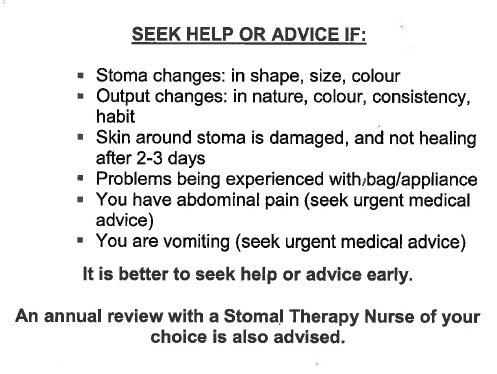 SEEK HELP OR ADVICE IF:
▪ Stoma changes: in shape, size, colour
▪ Output changes: in nature, colour, consistency,
habit
▪ Skin around stoma is damaged, and not healing
after 2-3 days
▪ Problems being experienced with bag/appliance
▪ You have abdominal pain (seek urgent medical
advice)
▪ You are vomiting (seek urgent medical advice)
It is better to seek help or advice early.
An annual review with a Stomal Therapy Nurse of your
choice is also advised.